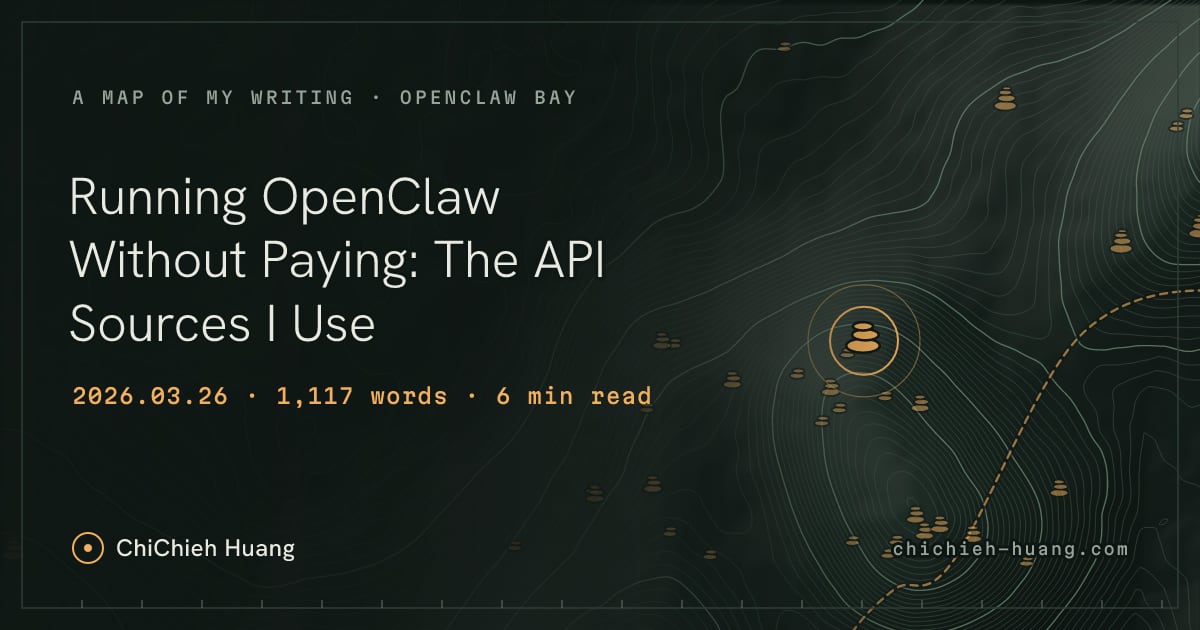 A MAP OF MY WRITING · OPENCLAW BAY
Running OpenClaw
Without Paying: The API
Sources I Use
2026.03.26 · 1,117 words · 6 min read
ChiChieh Huang
chichieh-huang.com